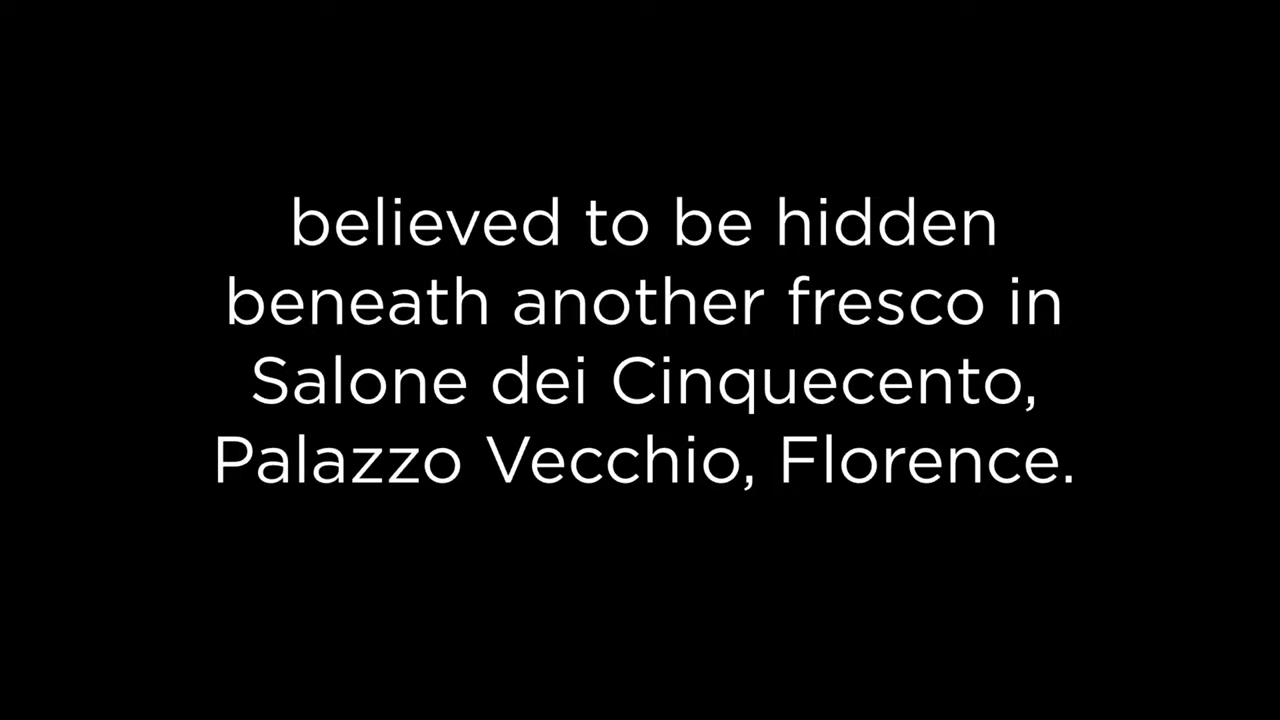 believed to be hidden
beneath another fresco in
Salone dei Cinquecento,
Palazzo Vecchio, Florence.